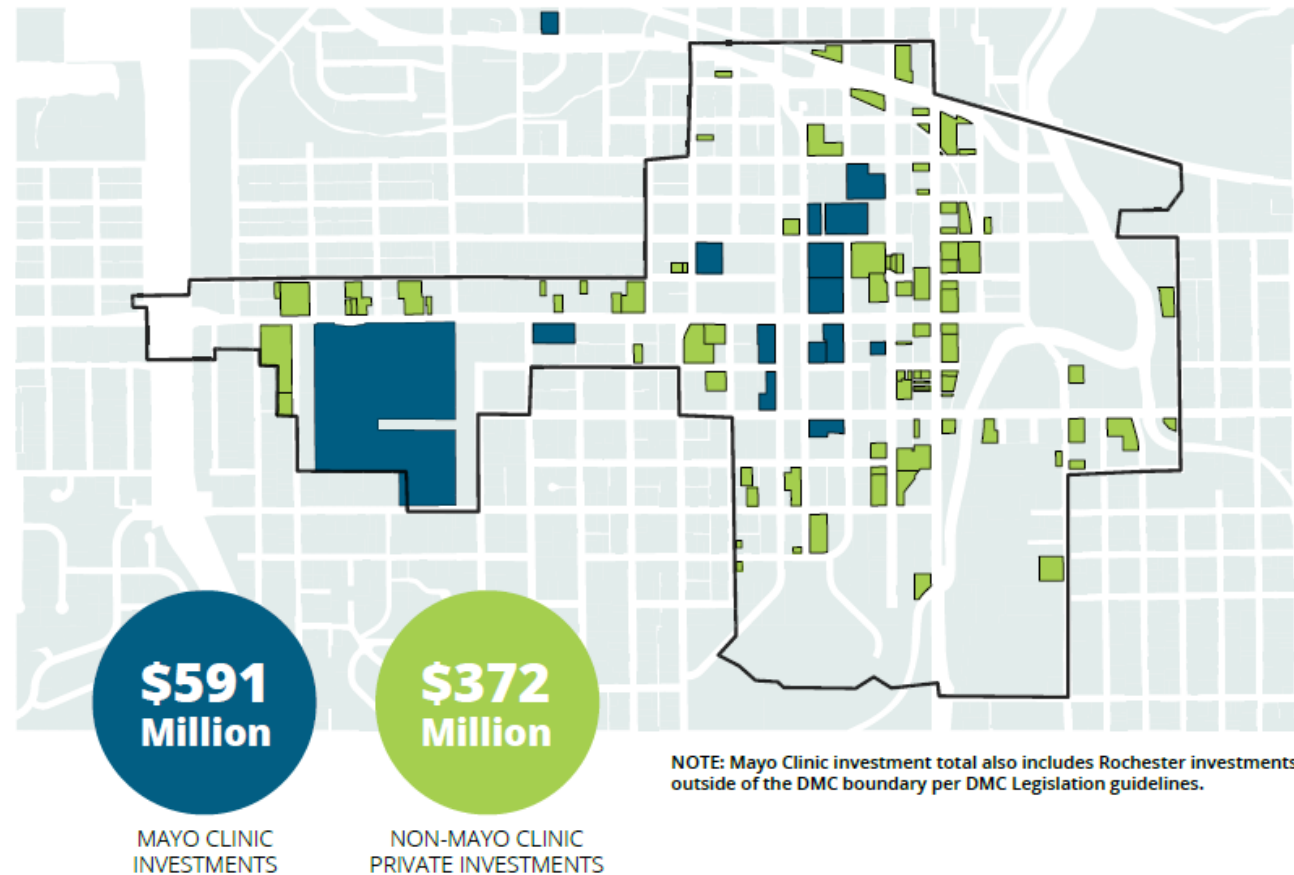 $591
Million
$372
Million
MAYO CLINIC
INVESTMENTS
NON-MAYO CLINIC
PRIVATE INVESTMENTS
NOTE: Mayo Clinic investment total also includes Rochester investments
outside of the DMC boundary per DMC Legislation guidelines.